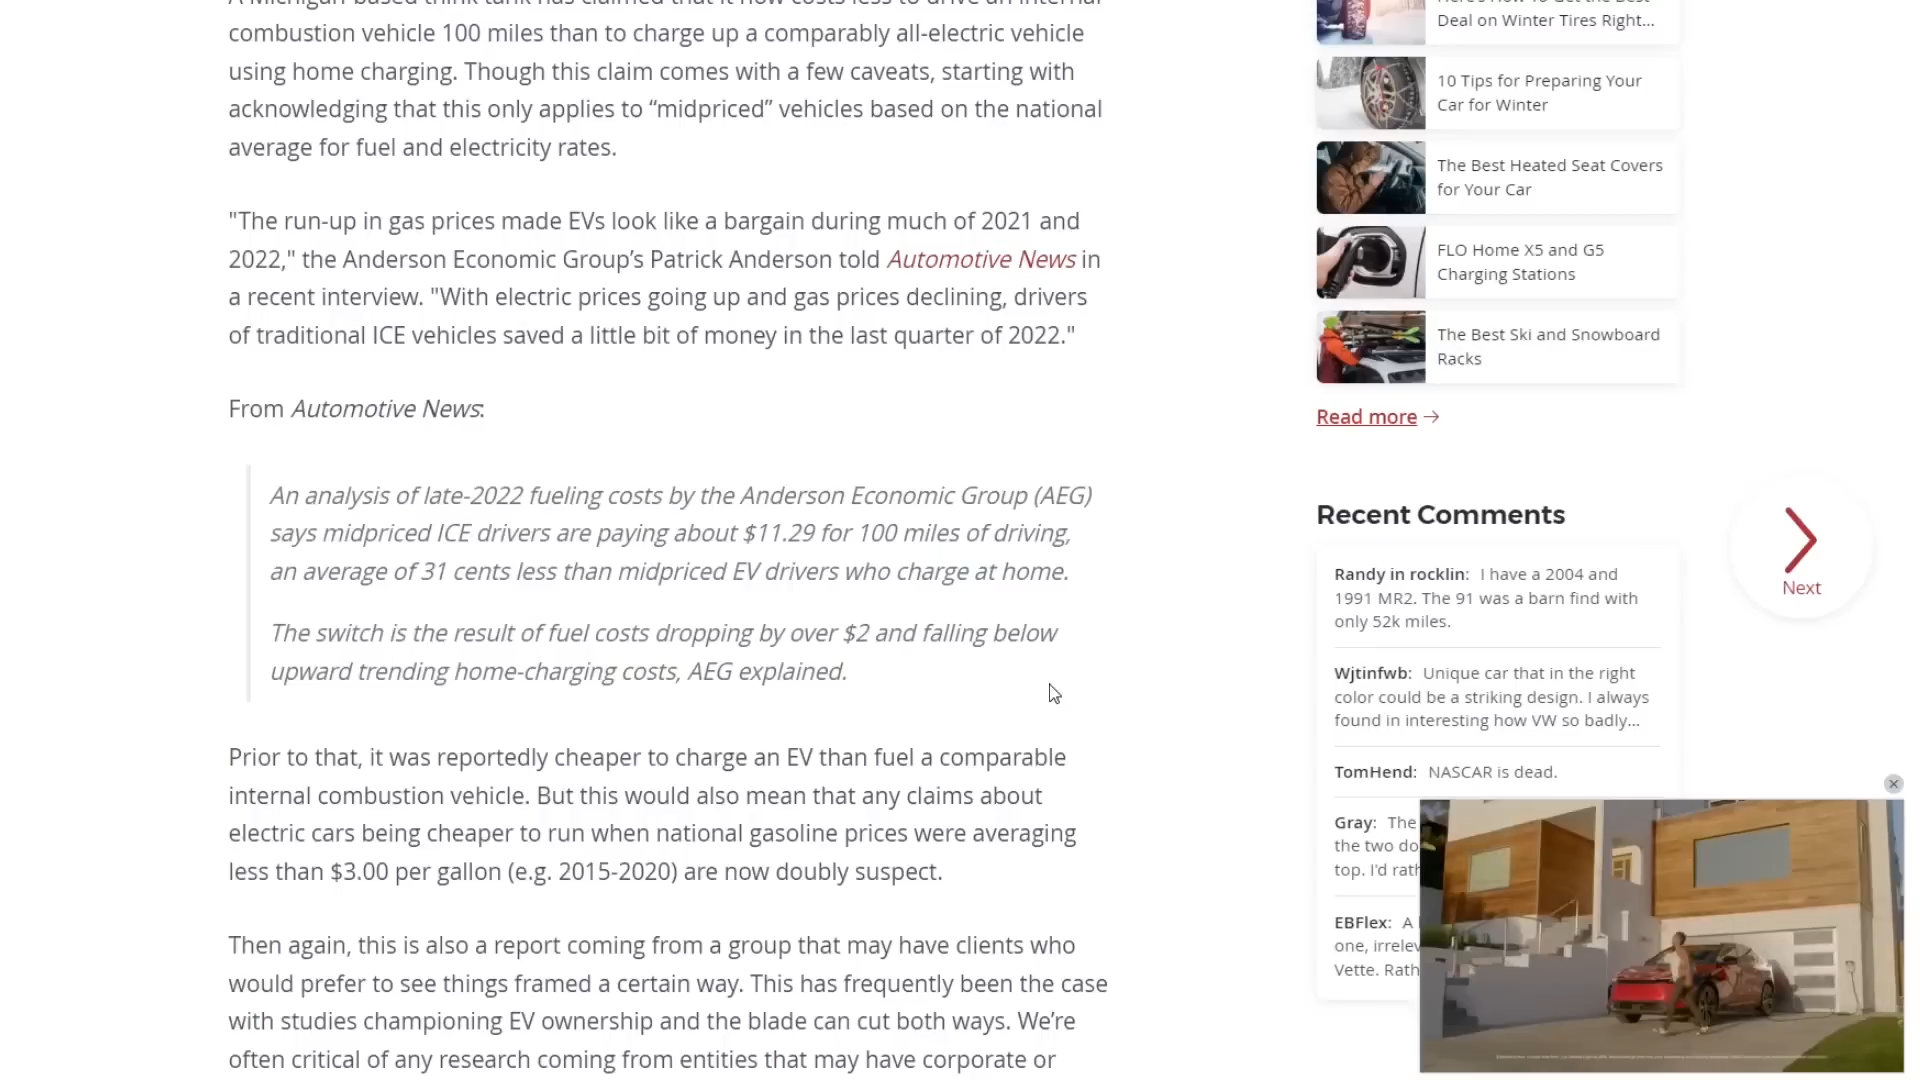 A Michigan-based think tank has claimed that it now costs less to drive an internal
combustion vehicle 100 miles than to charge up a comparably all-electric vehicle
using home charging. Though this claim comes with a few caveats, starting with
acknowledging that this only applies to “midpriced” vehicles based on the national
average for fuel and electricity rates.
"The run-up in gas prices made EVs look like a bargain during much of 2021 and
2022," the Anderson Economic Group’s Patrick Anderson told Automotive News in
a recent interview. "With electric prices going up and gas prices declining, drivers
of traditional ICE vehicles saved a little bit of money in the last quarter of 2022."
From Automotive News:
An analysis of late-2022 fueling costs by the Anderson Economic Group (AEG)
says midpriced ICE drivers are paying about $11.29 for 100 miles of driving,
an average of 31 cents less than midpriced EV drivers who charge at home.
The switch is the result of fuel costs dropping by over $2 and falling below
upward trending home-charging costs, AEG explained.
Prior to that, it was reportedly cheaper to charge an EV than fuel a comparable
internal combustion vehicle. But this would also mean that any claims about
electric cars being cheaper to run when national gasoline prices were averaging
less than $3.00 per gallon (e.g. 2015-2020) are now doubly suspect.
Then again, this is also a report coming from a group that may have clients who
would prefer to see things framed a certain way. This has frequently been the case
with studies championing EV ownership and the blade can cut both ways. We’re
often critical of any research coming from entities that may have corporate or
Here's How To Get the Best
Deal on Winter Tires Right...
10 Tips for Preparing Your
Car for Winter
The Best Heated Seat Covers
for Your Car
FLO Home X5 and G5
Charging Stations
The Best Ski and Snowboard
Racks
Read more →
Recent Comments
Randy in rocklin: I have a 2004 and
1991 MR2. The 91 was a barn find with
only 52k miles.
Wjtinfwb: Unique car that in the right
color could be a striking design. I always
found in interesting how VW so badly...
TomHend: NASCAR is dead.
Gray: The
the two do
top. I'd rath
EBFlex: A
one, irrelev
Vette. Rath
Next